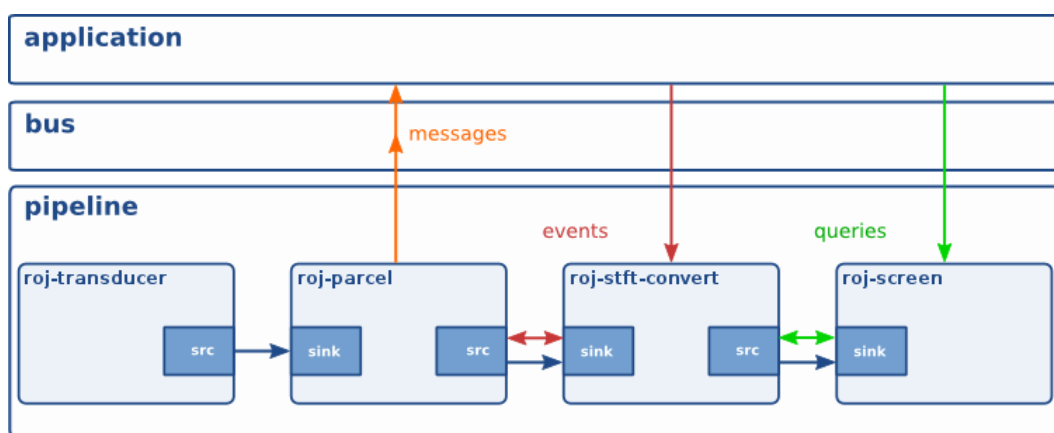 application
bus
messages
pipeline
events
queries
roj-transducer
roj-parcel
roj-stft-convert
roj-screen
src
sink
src
sink
src
sink